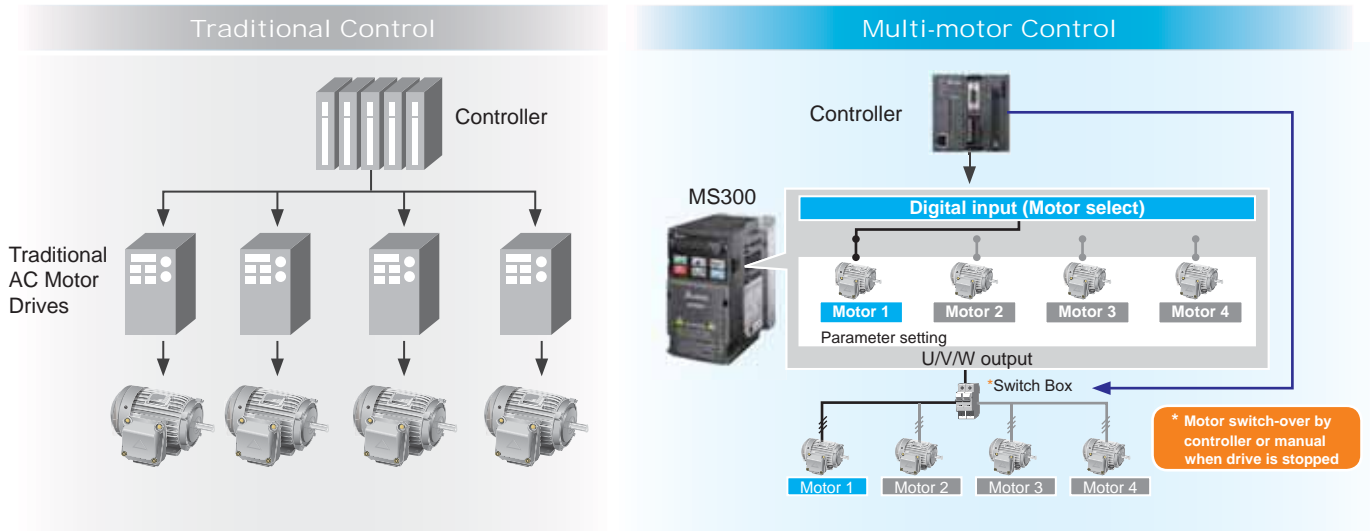 Traditional Control
Controller
Traditional
AC Motor
Drives
Multi-motor Control
Controller
MS300
Digital input (Motor select)
Motor 1
Motor 2
Motor 3
Motor 4
Parameter setting
U/V/W output
*Switch Box
* Motor switch-over by
controller or manual
when drive is stopped
Motor 1
Motor 2
Motor 3
Motor 4